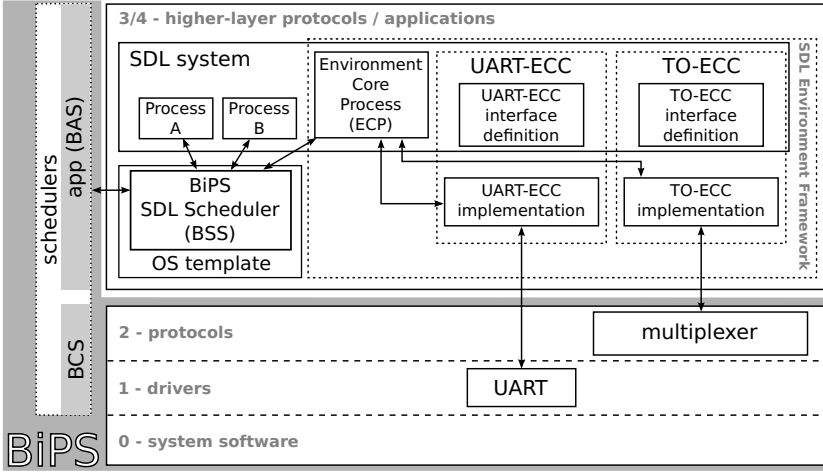 3/4 - higher-layer protocols / applications
SDL system
Environment
Core
Process
(ECP)
UART-ECC
UART-ECC
interface
definition
TO-ECC
TO-ECC
interface
definition
SDL Environment Framework
Process
A
Process
B
schedulers
app (BAS)
BiPS
SDL Scheduler
(BSS)
OS template
UART-ECC
implementation
TO-ECC
implementation
BCS
2 - protocols
multiplexer
1 - drivers
UART
0 - system software
BiPS